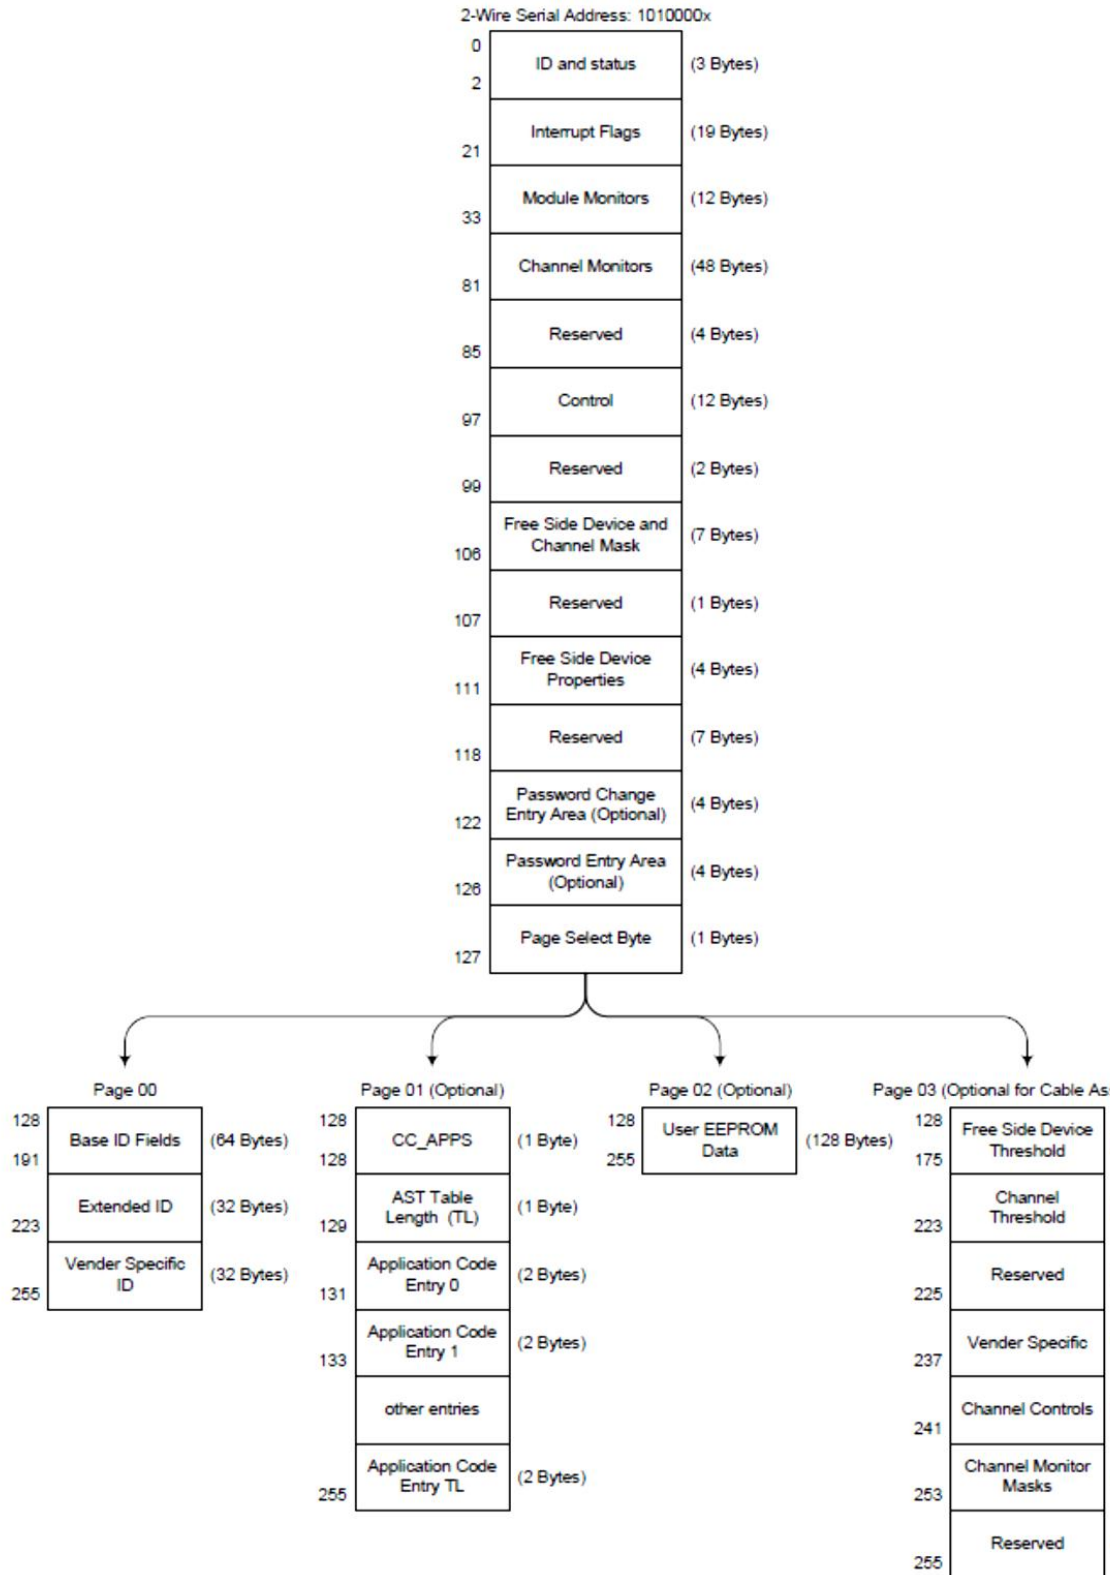 2-Wire Serial Address: 1010000x
0
ID and status (3 Bytes)
2
Interrupt Flags (19 Bytes)
21
Module Monitors (12 Bytes)
33
Channel Monitors (48 Bytes)
81
Reserved (4 Bytes)
85
Control (12 Bytes)
97
Reserved (2 Bytes)
99
Free Side Device and
Channel Mask
(7 Bytes)
106
Reserved (1 Bytes)
107
Free Side Device
Properties
(4 Bytes)
111
Reserved (7 Bytes)
118
Password Change
Entry Area (Optional)
(4 Bytes)
122
Password Entry Area
(Optional)
(4 Bytes)
126
Page Select Byte (1 Bytes)
127
Page 00
128
Base ID Fields (64 Bytes)
191
Extended ID (32 Bytes)
223
Vender Specific
ID
(32 Bytes)
255
Page 01 (Optional)
128
CC_APPS (1 Byte)
128
AST Table
Length (TL)
(1 Byte)
129
Application Code
Entry 0
(2 Bytes)
131
Application Code
Entry 1
(2 Bytes)
133
other entries
Application Code
Entry TL
(2 Bytes)
255
Page 02 (Optional)
128
User EEPROM
Data
(128 Bytes)
255
Page 03 (Optional for Cable As
128
Free Side Device
Threshold
175
Channel
Threshold
223
Reserved
225
Vender Specific
237
Channel Controls
241
Channel Monitor
Masks
253
Reserved
255